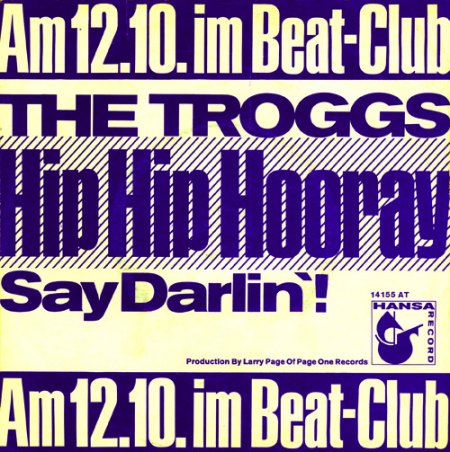 Am 12.10. im Beat-Club
THE TROGGS
Hip Hip Hooray
Say Darlin`!
14155 AT
HANSA
RECORD
Production By Larry Page Of Page One Records
Am 12.10. im Beat-Club